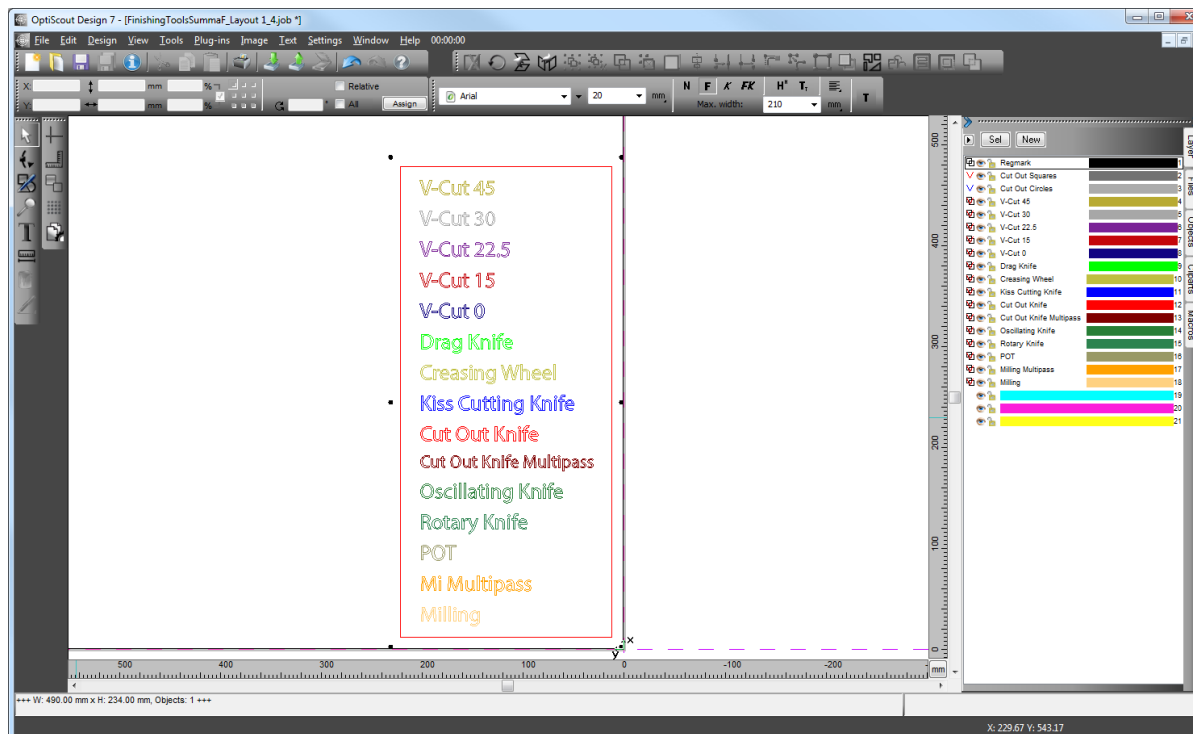 OptiScout Design 7 - [FinishingToolsSummaF_Layout 1_4.job *]
File Edit Design View Tools Plug-ins Image Text Settings Window Help 00:00:00
X: mm % Relative
Y: mm % All Assign
Arial 20 mm N F K FK
Max. width: 210 mm T
Sel New
Layer
Files
Objects
Cliparts
Macros
Regmark 1
Cut Out Squares 2
Cut Out Circles 3
V-Cut 45 4
V-Cut 30 5
V-Cut 22.5 6
V-Cut 15 7
V-Cut 0 8
Drag Knife 9
Creasing Wheel 10
Kiss Cutting Knife 11
Cut Out Knife 12
Cut Out Knife Multipass 13
Oscillating Knife 14
Rotary Knife 15
POT 16
Milling Multipass 17
Milling 18
19
20
21
V-Cut 45
V-Cut 30
V-Cut 22.5
V-Cut 15
V-Cut 0
Drag Knife
Creasing Wheel
Kiss Cutting Knife
Cut Out Knife
Cut Out Knife Multipass
Oscillating Knife
Rotary Knife
POT
Mi Multipass
Milling
x
y
500
400
300
200
100
0
500 400 300 200 100 0 -100 -200 mm
+++ W: 490.00 mm x H: 234.00 mm, Objects: 1 +++
X: 229.67 Y: 543.17